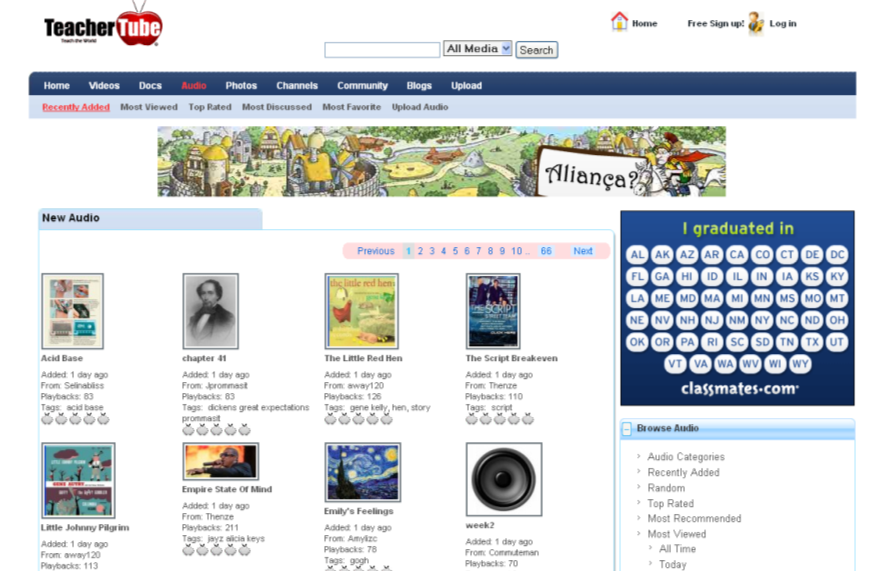 TeacherTube
Teach the World
Home
Free Sign up!
Log in
All Media
Search
Home Videos Docs Audio Photos Channels Community Blogs Upload
Recently Added Most Viewed Top Rated Most Discussed Most Favorite Upload Audio
Aliança?
New Audio
Previous 1 2 3 4 5 6 7 8 9 10 .. 66 Next
the little red hen
THE SCRIPT
Acid Base
Added: 1 day ago
From: Selinabliss
Playbacks: 83
Tags: acid base
chapter 41
Added: 1 day ago
From: Jprommasit
Playbacks: 83
Tags: dickens great expectations
prommasit
The Little Red Hen
Added: 1 day ago
From: away120
Playbacks: 126
Tags: gene kelly, hen, story
The Script Breakeven
Added: 1 day ago
From: Thenze
Playbacks: 110
Tags: script
GENE AUTRY
Little Johnny Pilgrim
Added: 1 day ago
From: away120
Playbacks: 113
Empire State Of Mind
Added: 1 day ago
From: Thenze
Playbacks: 211
Tags: jayz alicia keys
Emily's Feelings
Added: 1 day ago
From: Amylizc
Playbacks: 78
Tags: gogh
week2
Added: 1 day ago
From: Commuteman
Playbacks: 70
I graduated in
AL AK AZ AR CA CO CT DE DC
FL GA HI ID IL IN IA KS KY
LA ME MD MA MI MN MS MO MT
NE NV NH NJ NM NY NC ND OH
OK OR PA RI SC SD TN TX UT
VT VA WA WV WI WY
classmates.com
Browse Audio
Audio Categories
Recently Added
Random
Top Rated
Most Recommended
Most Viewed
All Time
Today